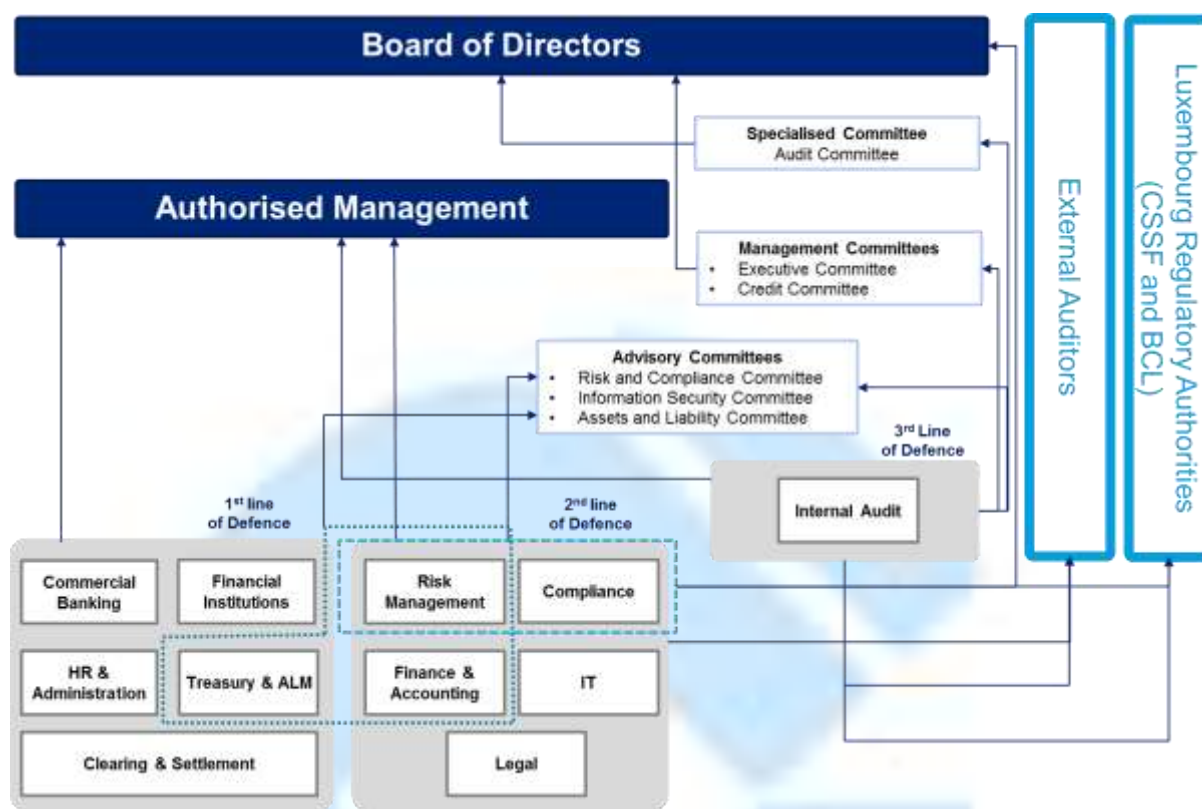 Board of Directors
Specialised Committee
Audit Committee
Authorised Management
Management Committees
• Executive Committee
• Credit Committee
Advisory Committees
• Risk and Compliance Committee
• Information Security Committee
• Assets and Liability Committee
3rd Line
of Defence
Internal Audit
1st line
of Defence
2nd line
of Defence
Commercial
Banking
Financial
Institutions
Risk
Management
Compliance
HR &
Administration
Treasury & ALM
Finance &
Accounting
IT
Clearing & Settlement
Legal
External Auditors
Luxembourg Regulatory Authorities
(CSSF and BCL)